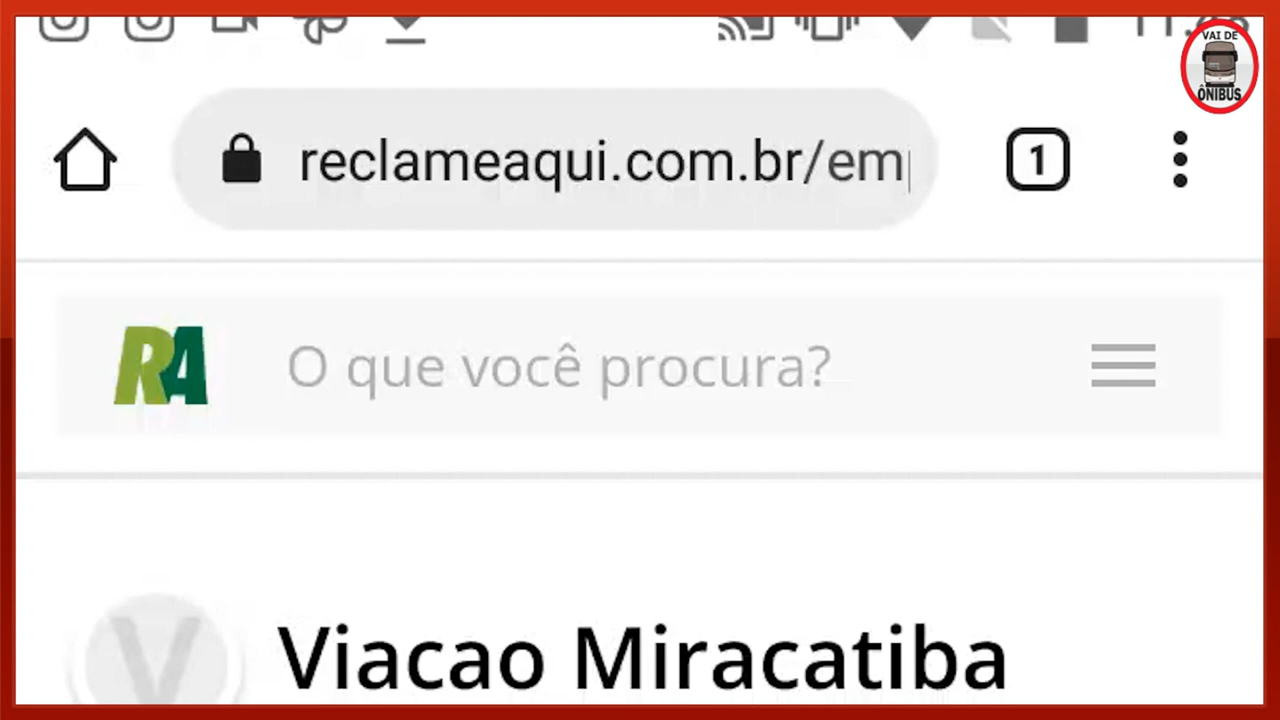 VAI DE
ÔNIBUS
reclameaqui.com.br/em
1
RA
O que você procura?
V
Viacao Miracatiba